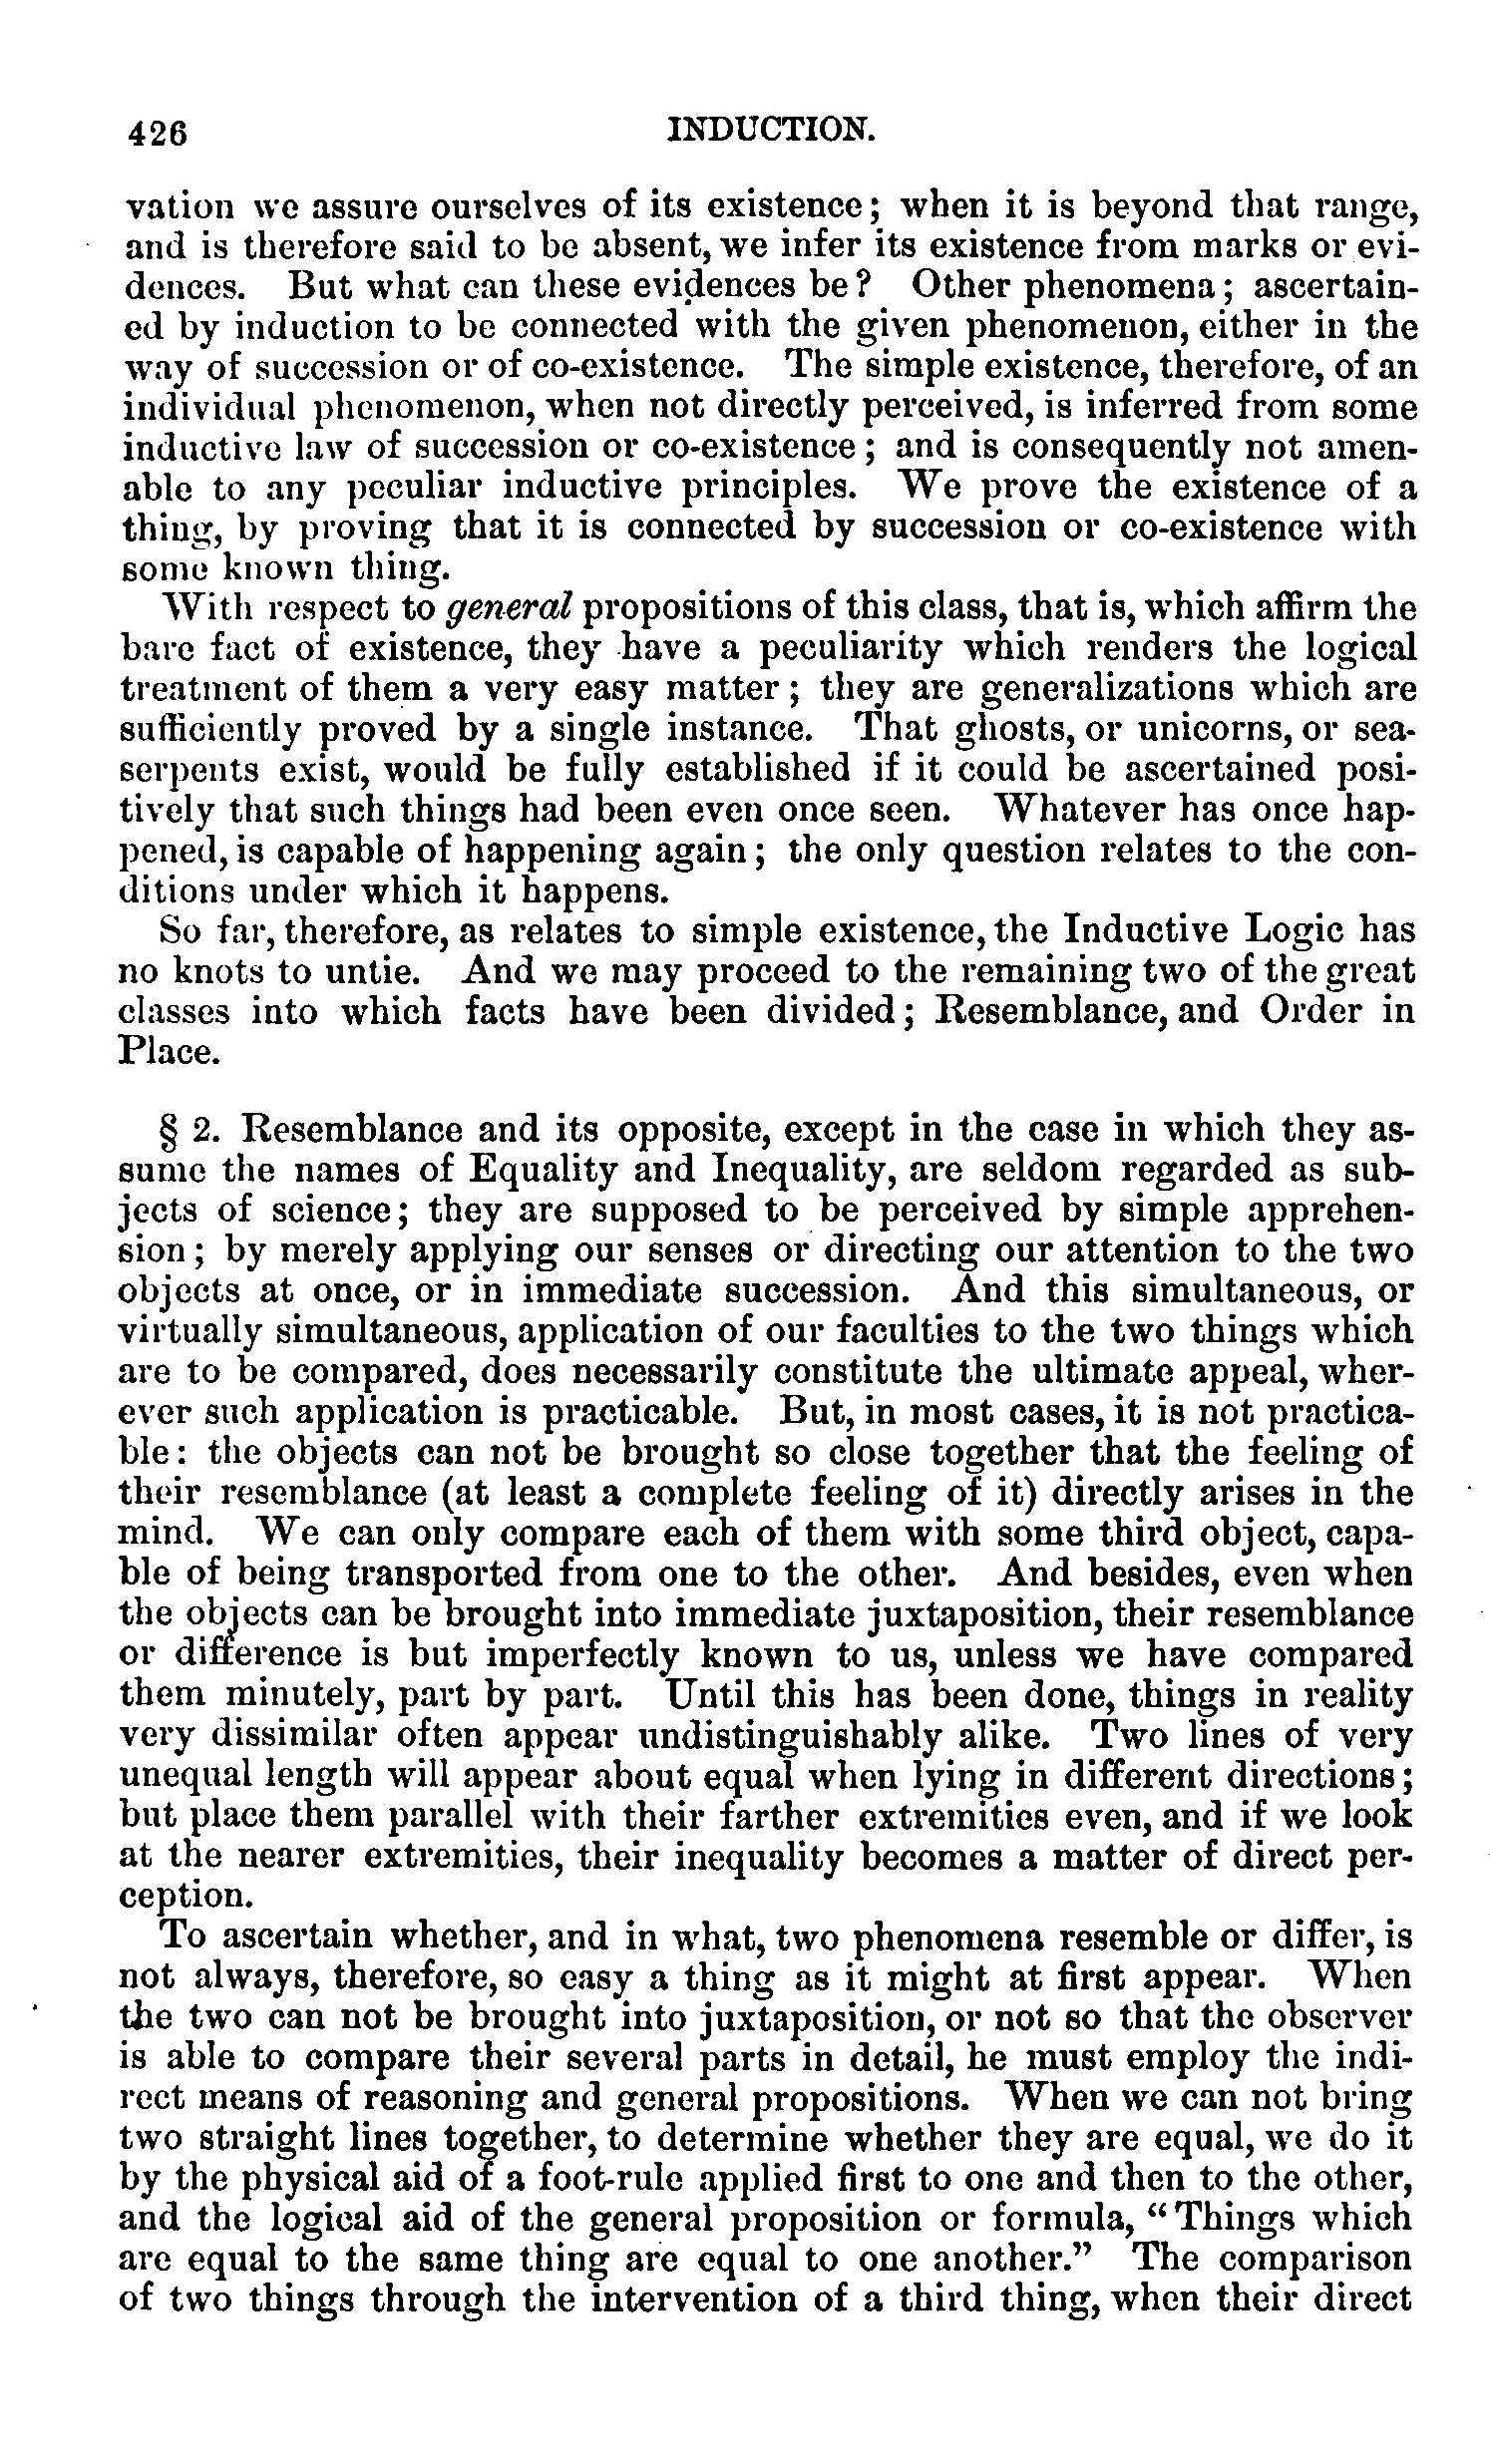 426 INDUCTION.
vation we assure ourselves of its existence; when it is beyond that range,
and is therefore said to be absent, we infer its existence from marks or evi-
dences. But what can these evidences be? Other phenomena; ascertain-
ed by induction to be connected with the given phenomenon, either in the
way of succession or of co-existence. The simple existence, therefore, of an
individual phenomenon, when not directly perceived, is inferred from some
inductive law of succession or co-existence; and is consequently not amen-
able to any peculiar inductive principles. We prove the existence of a
thing, by proving that it is connected by succession or co-existence with
some known thing.
With respect to general propositions of this class, that is, which affirm the
bare fact of existence, they have a peculiarity which renders the logical
treatment of them a very easy matter; they are generalizations which are
sufficiently proved by a single instance. That ghosts, or unicorns, or sea-
serpents exist, would be fully established if it could be ascertained posi-
tively that such things had been even once seen. Whatever has once hap-
pened, is capable of happening again; the only question relates to the con-
ditions under which it happens.
So far, therefore, as relates to simple existence, the Inductive Logic has
no knots to untie. And we may proceed to the remaining two of the great
classes into which facts have been divided; Resemblance, and Order in
Place.
§ 2. Resemblance and its opposite, except in the case in which they as-
sume the names of Equality and Inequality, are seldom regarded as sub-
jects of science; they are supposed to be perceived by simple apprehen-
sion; by merely applying our senses or directing our attention to the two
objects at once, or in immediate succession. And this simultaneous, or
virtually simultaneous, application of our faculties to the two things which
are to be compared, does necessarily constitute the ultimate appeal, wher-
ever such application is practicable. But, in most cases, it is not practica-
ble: the objects can not be brought so close together that the feeling of
their resemblance (at least a complete feeling of it) directly arises in the
mind. We can only compare each of them with some third object, capa-
ble of being transported from one to the other. And besides, even when
the objects can be brought into immediate juxtaposition, their resemblance
or difference is but imperfectly known to us, unless we have compared
them minutely, part by part. Until this has been done, things in reality
very dissimilar often appear undistinguishably alike. Two lines of very
unequal length will appear about equal when lying in different directions;
but place them parallel with their farther extremities even, and if we look
at the nearer extremities, their inequality becomes a matter of direct per-
ception.
To ascertain whether, and in what, two phenomena resemble or differ, is
not always, therefore, so easy a thing as it might at first appear. When
the two can not be brought into juxtaposition, or not so that the observer
is able to compare their several parts in detail, he must employ the indi-
rect means of reasoning and general propositions. When we can not bring
two straight lines together, to determine whether they are equal, we do it
by the physical aid of a foot-rule applied first to one and then to the other,
and the logical aid of the general proposition or formula, “Things which
are equal to the same thing are equal to one another.” The comparison
of two things through the intervention of a third thing, when their direct